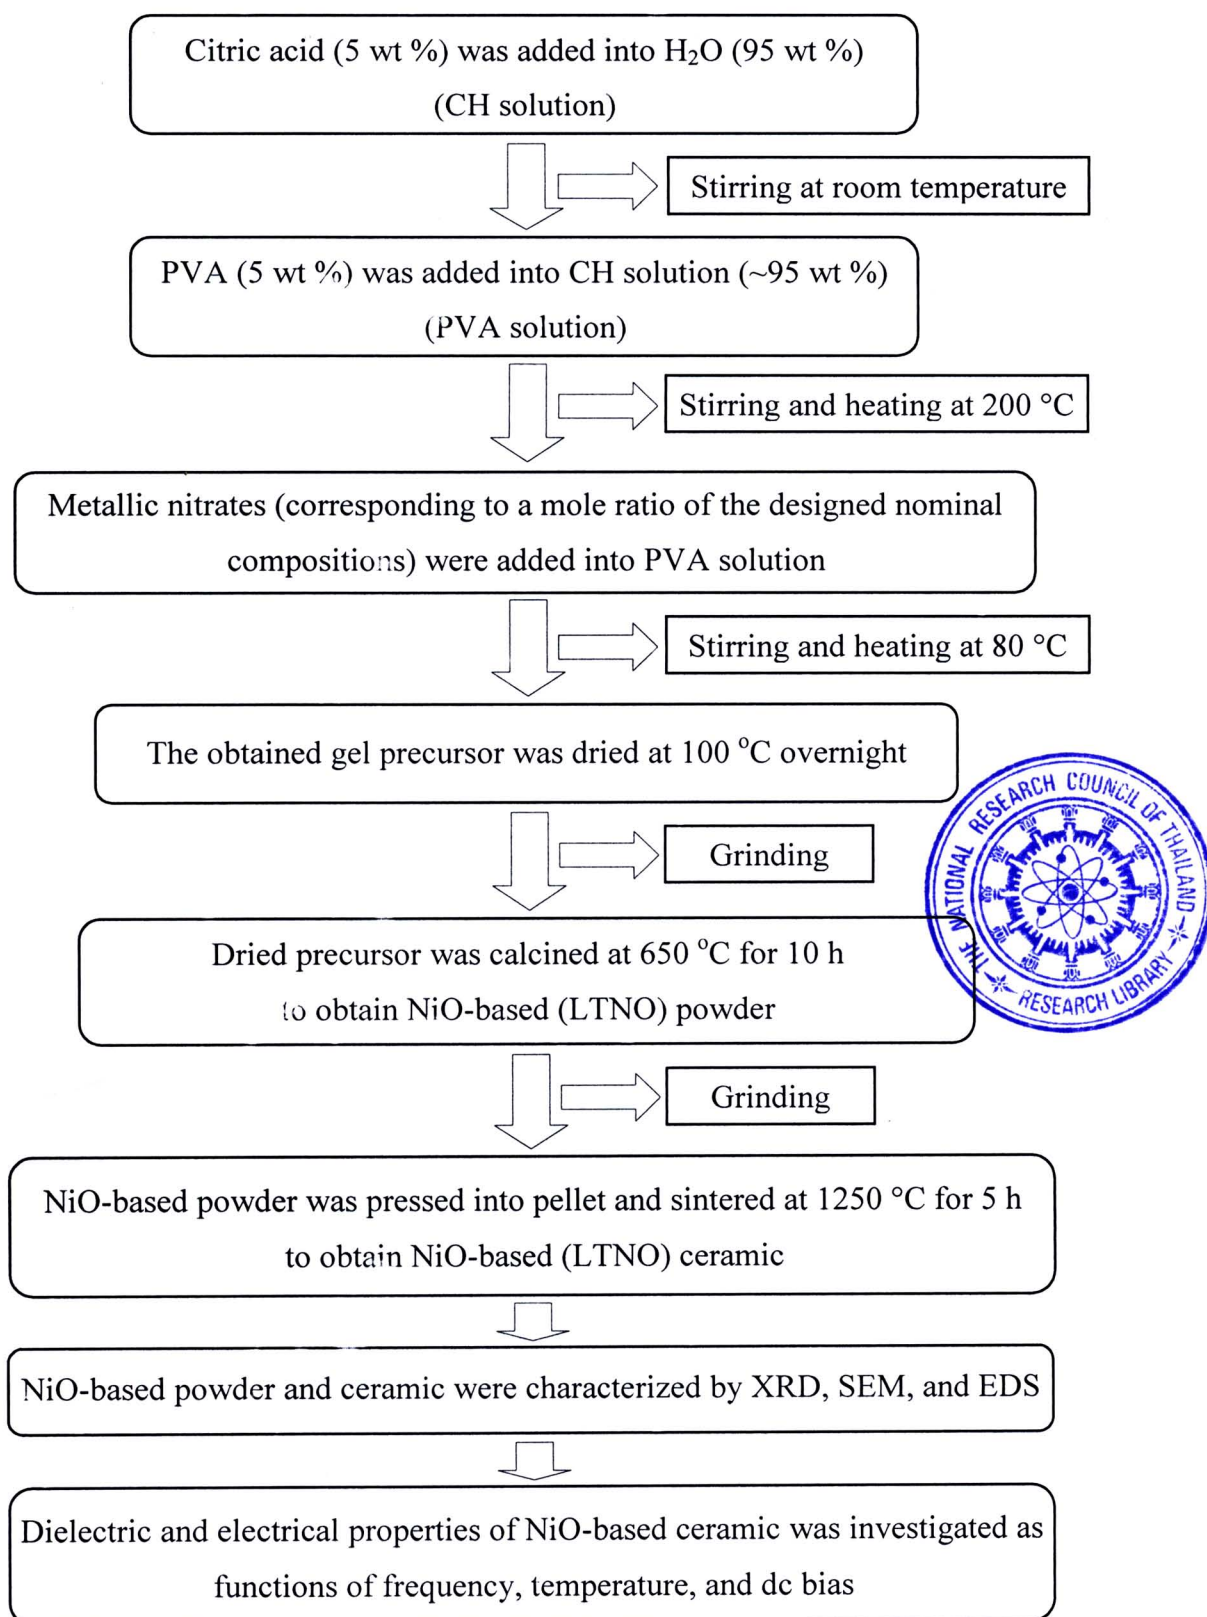 Citric acid (5 wt %) was added into H₂O (95 wt %)
(CH solution)
Stirring at room temperature
PVA (5 wt %) was added into CH solution (~95 wt %)
(PVA solution)
Stirring and heating at 200 °C
Metallic nitrates (corresponding to a mole ratio of the designed nominal
compositions) were added into PVA solution
Stirring and heating at 80 °C
The obtained gel precursor was dried at 100 °C overnight
Grinding
THE NATIONAL RESEARCH COUNCIL OF THAILAND
RESEARCH LIBRARY
Dried precursor was calcined at 650 °C for 10 h
to obtain NiO-based (LTNO) powder
Grinding
NiO-based powder was pressed into pellet and sintered at 1250 °C for 5 h
to obtain NiO-based (LTNO) ceramic
NiO-based powder and ceramic were characterized by XRD, SEM, and EDS
Dielectric and electrical properties of NiO-based ceramic was investigated as
functions of frequency, temperature, and dc bias